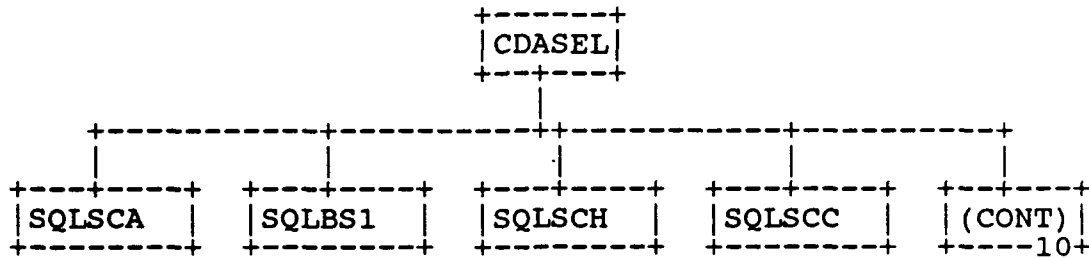 CDASEL
SQLSCA SQLBS1 SQLSCH SQLSCC (CONT)
10